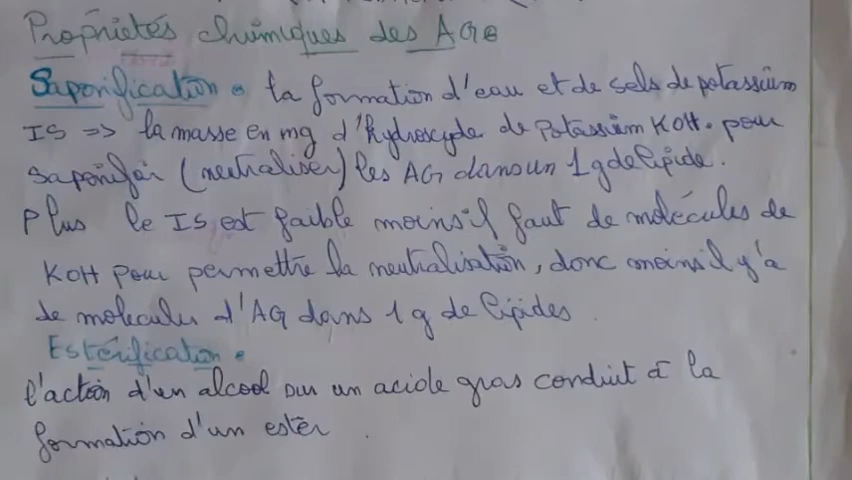 Propriétés chimiques des AGs
Saponification : la formation d'eau et de sels de potassium
IS => la masse en mg d'hydroxyde de Potassium KOH. pour
saponifier (neutraliser) les AG dans un 1g de lipide.
Plus le IS est faible moins il faut de molécules de
KOH pour permettre la neutralisation, donc moins il y'a
de molecules d'AG dans 1 g de lipides.
Estérification :
l'action d'un alcool sur un acide gras conduit à la
formation d'un ester.